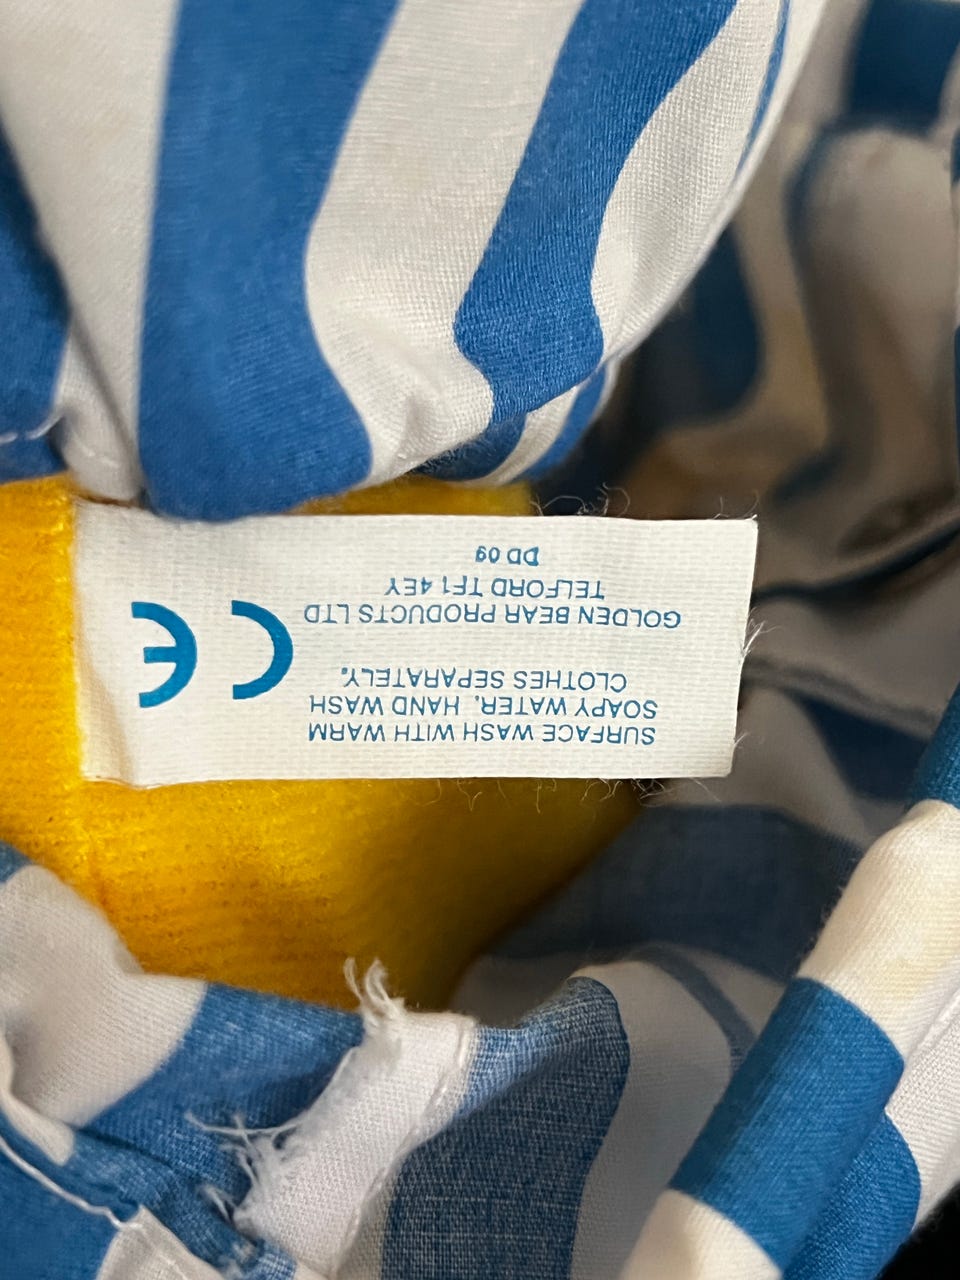 SURFACE WASH WITH WARM
SOAPY WATER. HAND WASH
CLOTHES SEPARATELY.
GOLDEN BEAR PRODUCTS LTD
TELFORD TF1 4EY
DD 09
CE